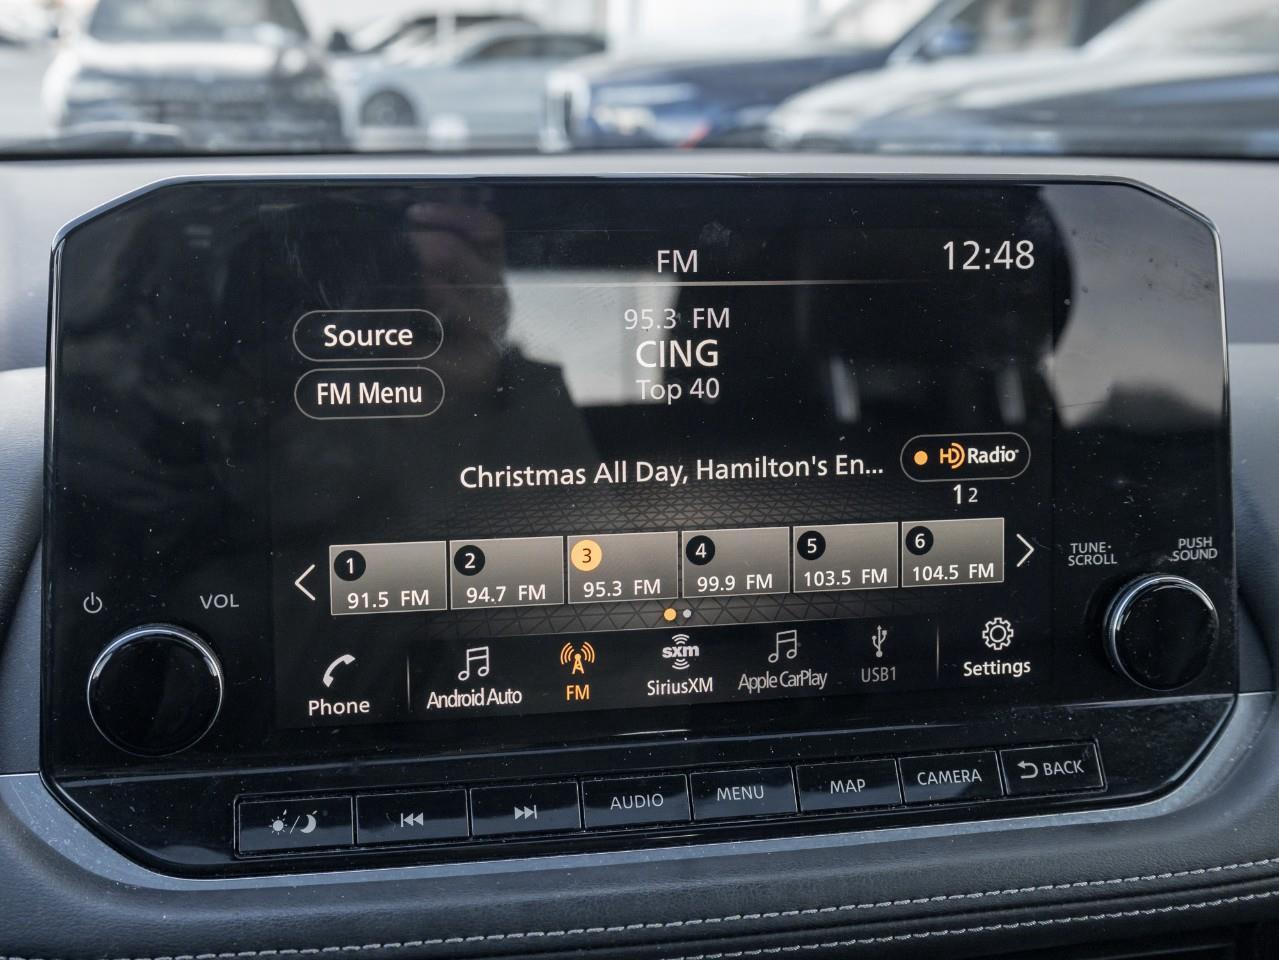 FM
12:48
Source
FM Menu
95.3 FM
CING
Top 40
Christmas All Day, Hamilton's En...
HD Radio
1 2
1
91.5 FM
2
94.7 FM
3
95.3 FM
4
99.9 FM
5
103.5 FM
6
104.5 FM
VOL
TUNE·
SCROLL
PUSH
SOUND
Phone
Android Auto
FM
sxm
SiriusXM
Apple CarPlay
USB1
Settings
AUDIO
MENU
MAP
CAMERA
BACK